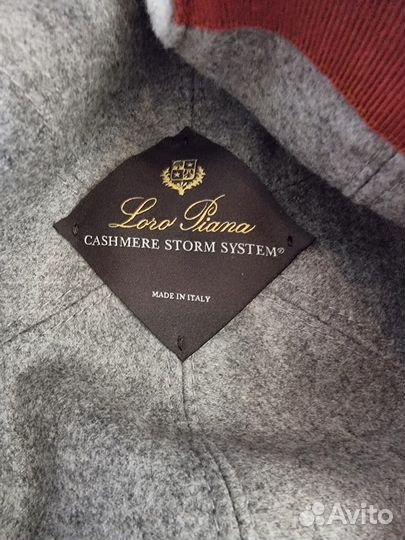 Loro Piana
CASHMERE STORM SYSTEM®
MADE IN ITALY
Avito